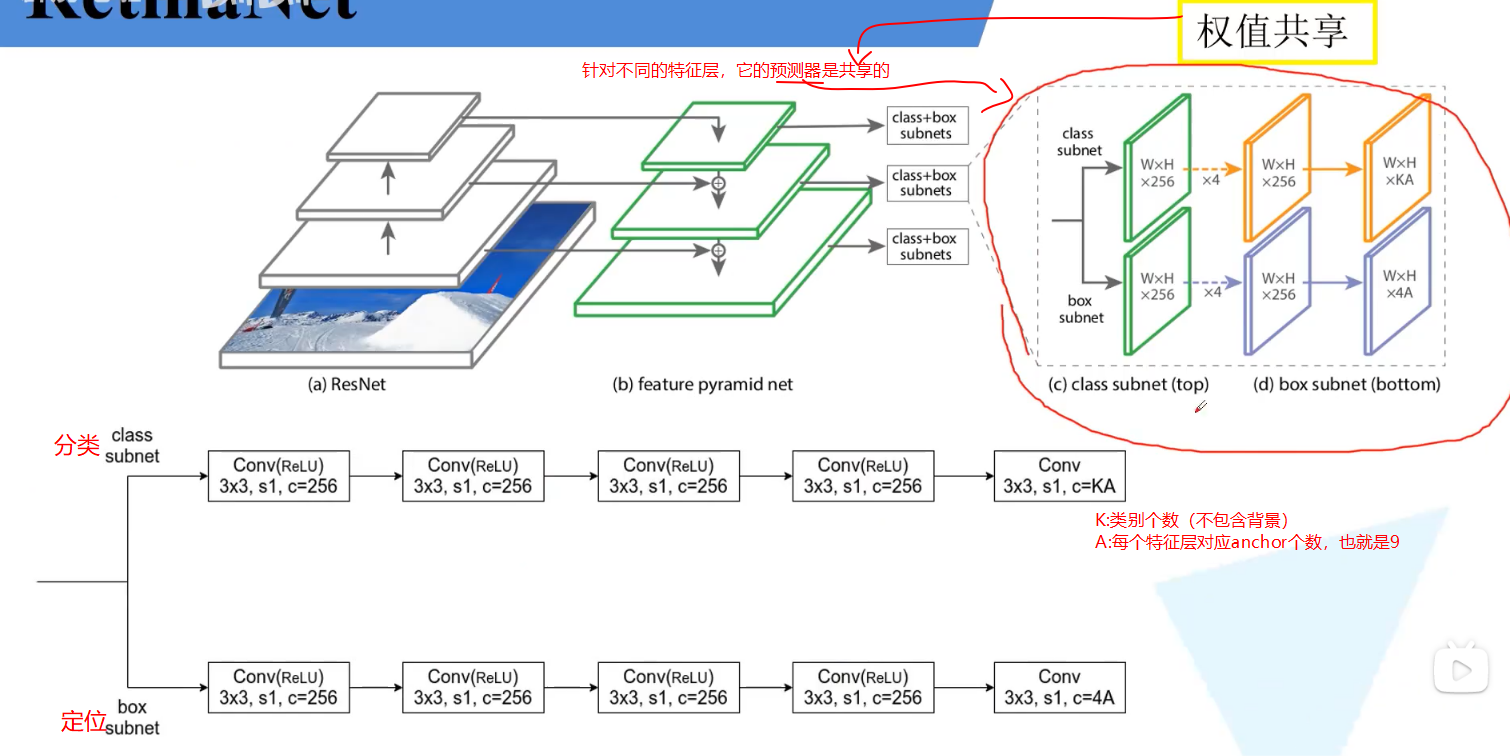 RetinaNet
权值共享
针对不同的特征层，它的预测器是共享的
class+box
subnets
class+box
subnets
class+box
subnets
class
subnet
W×H
×256
×4
W×H
×256
W×H
×KA
box
subnet
W×H
×256
×4
W×H
×256
W×H
×4A
(a) ResNet
(b) feature pyramid net
(c) class subnet (top)
(d) box subnet (bottom)
分类
class
subnet
Conv(ReLU)
3x3, s1, c=256
Conv(ReLU)
3x3, s1, c=256
Conv(ReLU)
3x3, s1, c=256
Conv(ReLU)
3x3, s1, c=256
Conv
3x3, s1, c=KA
K:类别个数（不包含背景）
A:每个特征层对应anchor个数，也就是9
定位
box
subnet
Conv(ReLU)
3x3, s1, c=256
Conv(ReLU)
3x3, s1, c=256
Conv(ReLU)
3x3, s1, c=256
Conv(ReLU)
3x3, s1, c=256
Conv
3x3, s1, c=4A